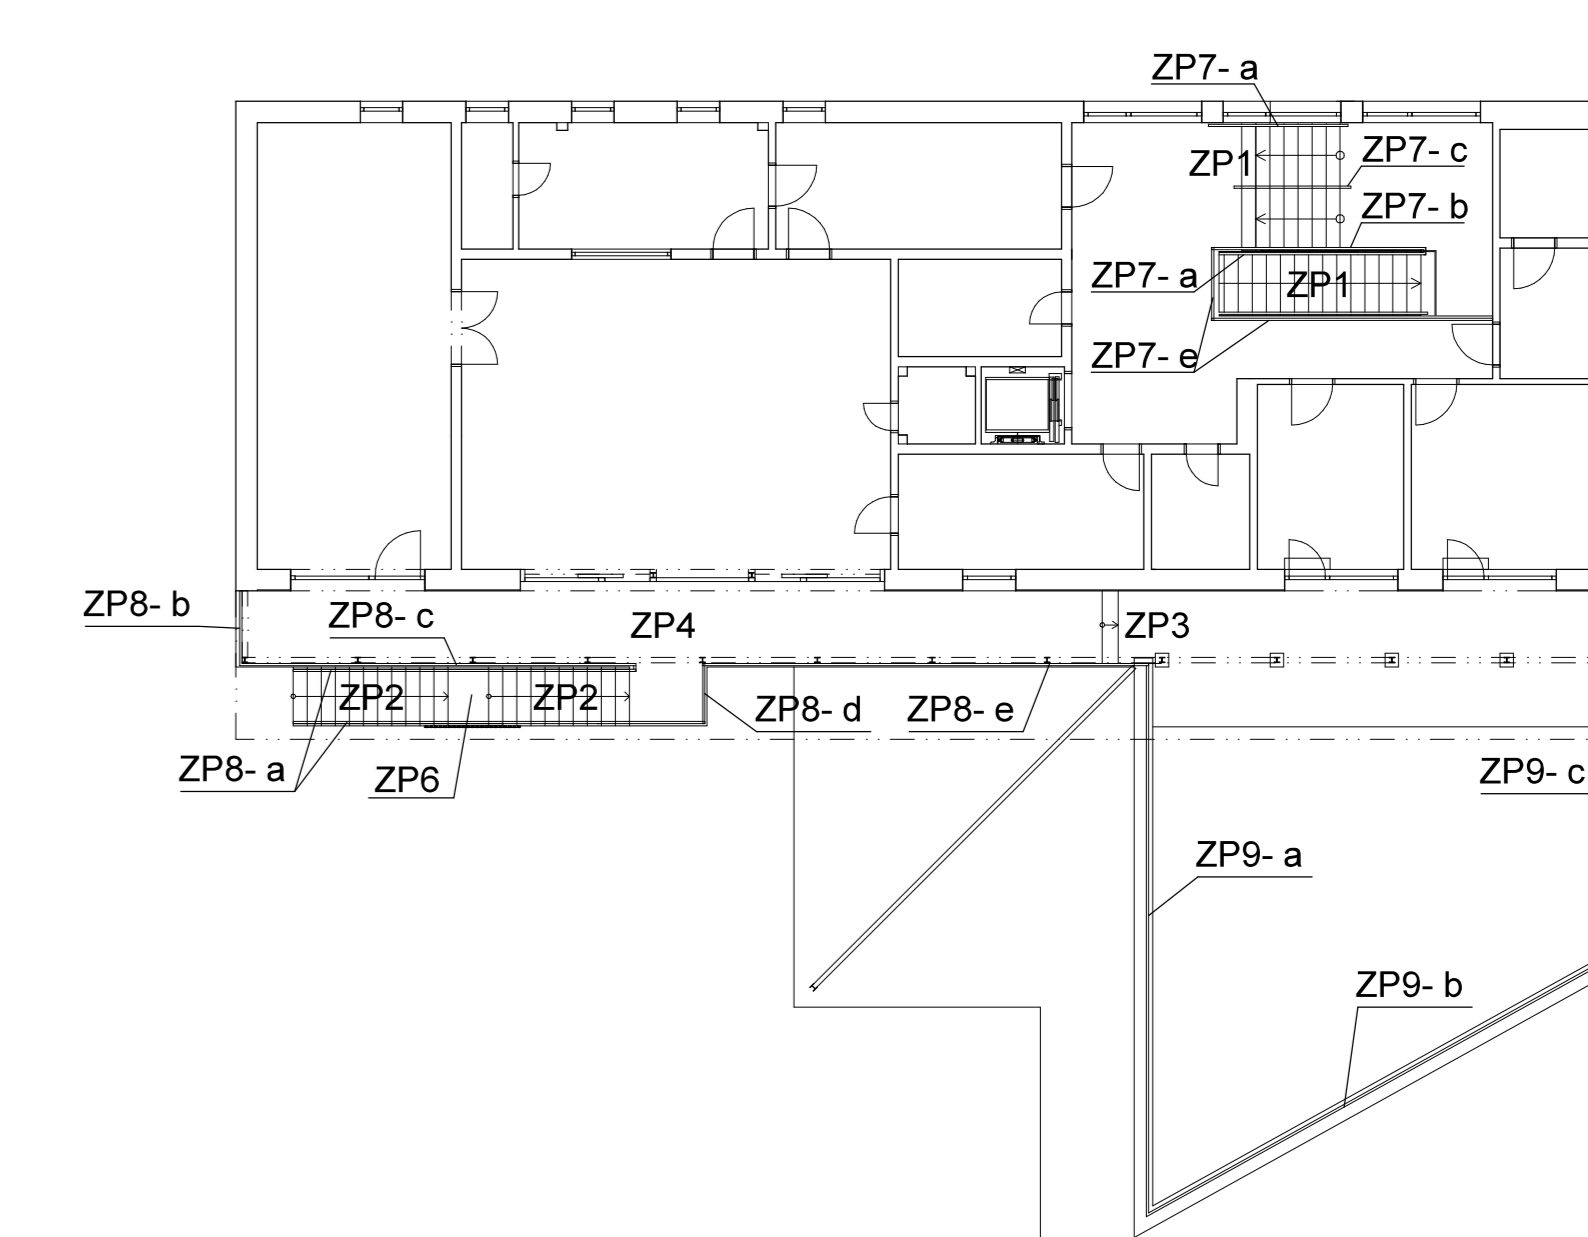 ZP7- a
ZP1
ZP7- c
ZP7- b
ZP7- a
ZP1
ZP7- e
ZP8- b
ZP8- c
ZP4
ZP3
ZP2
ZP2
ZP8- d
ZP8- e
ZP8- a
ZP6
ZP9- c
ZP9- a
ZP9- b